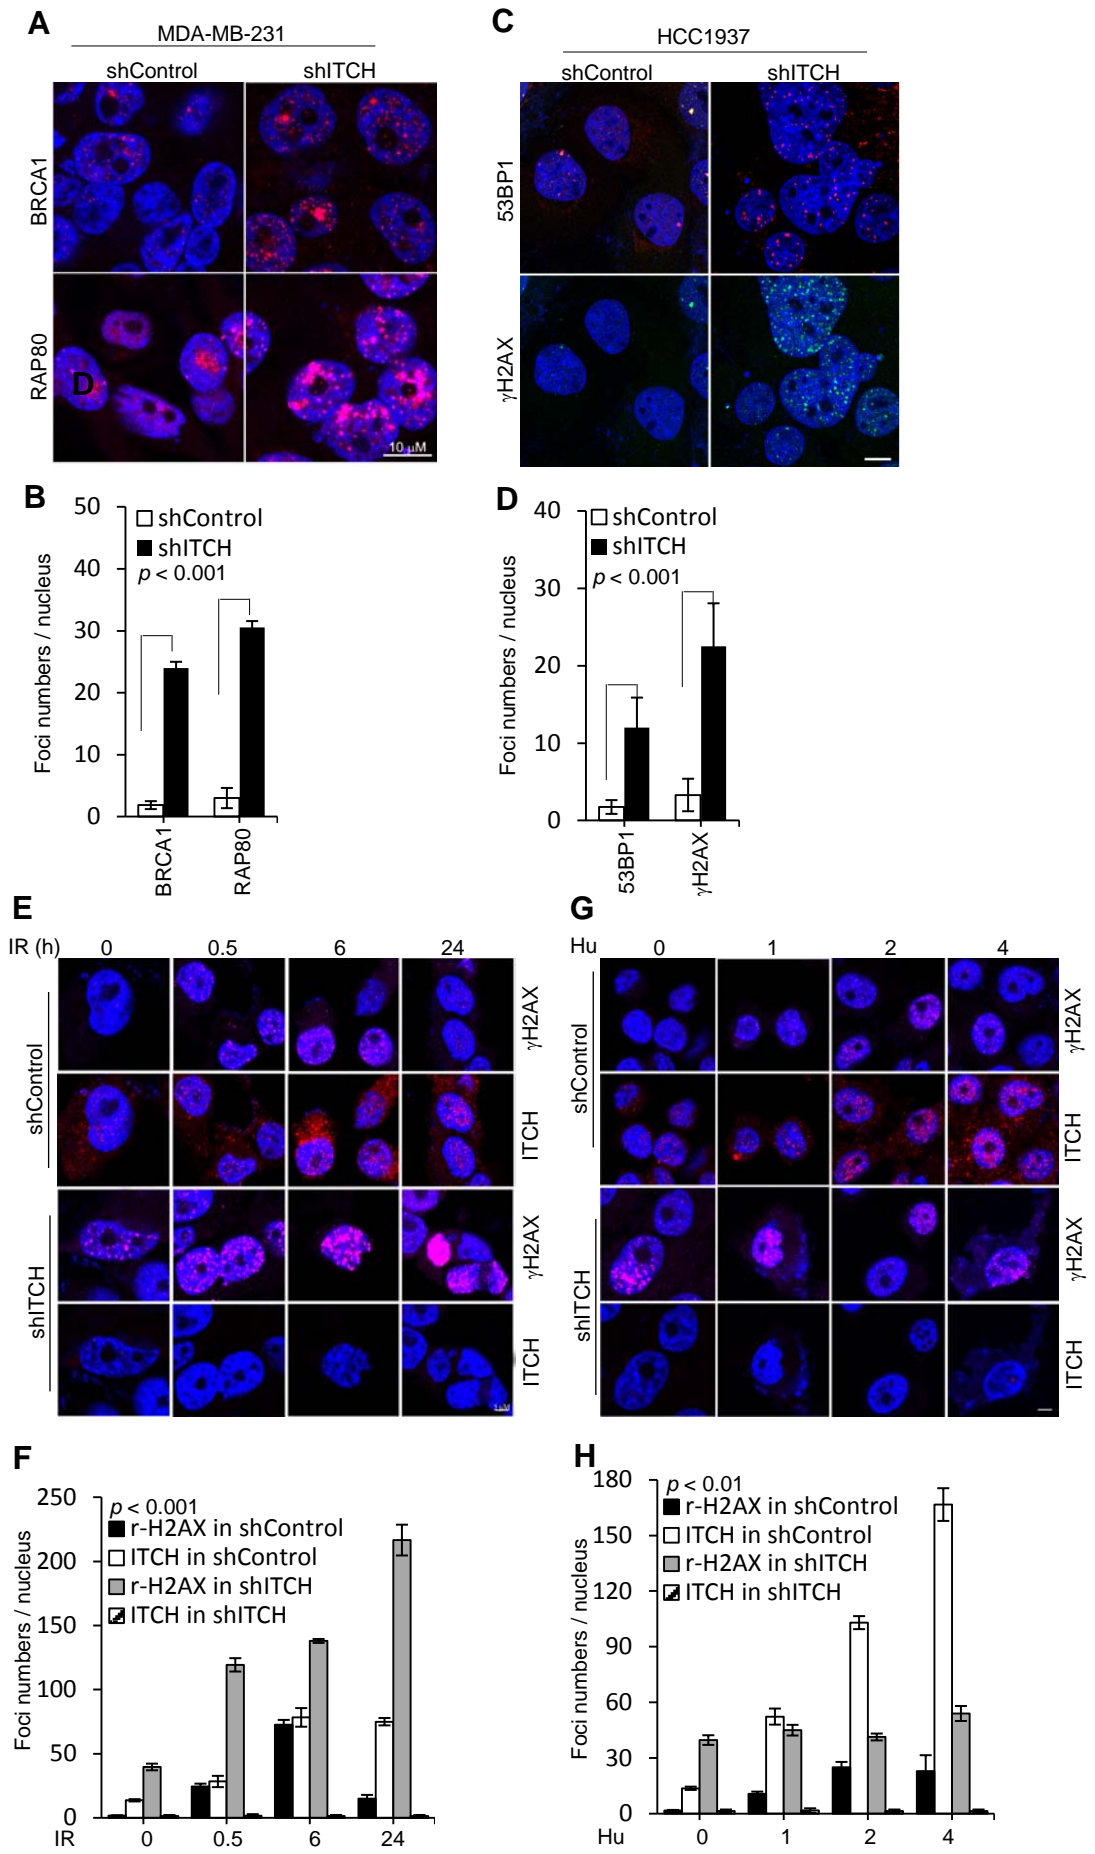 A
MDA-MB-231
shControl
shITCH
BRCA1
RAP80
D
10 µM
C
HCC1937
shControl
shITCH
53BP1
γH2AX
B
50
40
30
20
10
0
Foci numbers / nucleus
shControl
shITCH
p < 0.001
BRCA1
RAP80
D
40
30
20
10
0
Foci numbers / nucleus
shControl
shITCH
p < 0.001
53BP1
γH2AX
E
IR (h)
0
0.5
6
24
shControl
shITCH
γH2AX
ITCH
γH2AX
ITCH
1 µM
G
Hu
0
1
2
4
shControl
shITCH
γH2AX
ITCH
γH2AX
ITCH
F
250
200
150
100
50
0
Foci numbers / nucleus
p < 0.001
r-H2AX in shControl
ITCH in shControl
r-H2AX in shITCH
ITCH in shITCH
IR
0
0.5
6
24
H
180
150
120
90
60
30
0
Foci numbers / nucleus
p < 0.01
r-H2AX in shControl
ITCH in shControl
r-H2AX in shITCH
ITCH in shITCH
Hu
0
1
2
4